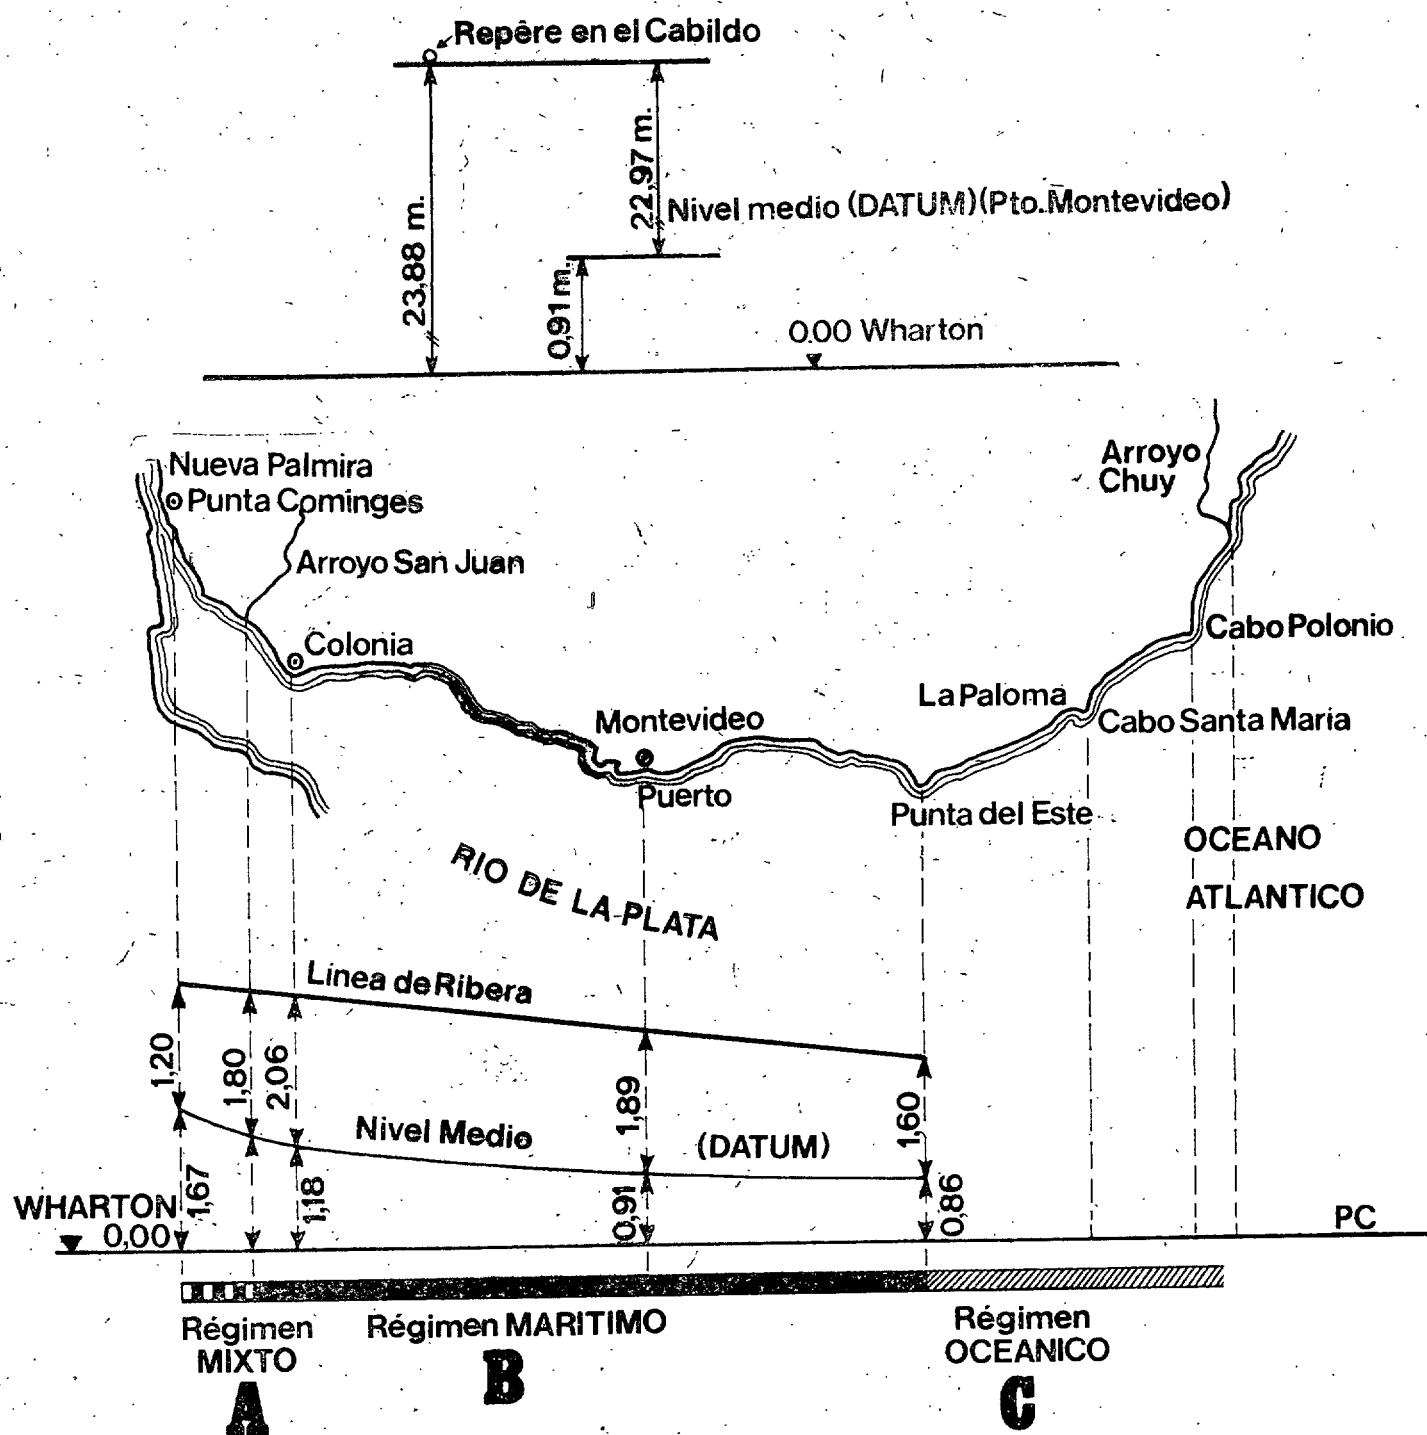 Repêre en el Cabildo
23,88 m.
22,97 m.
Nivel medio (DATUM)(Pto.Montevideo)
0,91 m.
0.00 Wharton
Nueva Palmira
Punta Cominges
Arroyo San Juan
Colonia
Arroyo
Chuy
Cabo Polonio
La Paloma
Cabo Santa Maria
Montevideo
Puerto
Punta del Este
OCEANO
ATLANTICO
RIO DE LA PLATA
Linea de Ribera
1,20
1,80
2,06
1,89
1,60
Nivel Medio
(DATUM)
1,67
1,18
0,91
0,86
WHARTON
0,00
PC
Régimen
MIXTO
A
Régimen MARITIMO
B
Régimen
OCEANICO
C